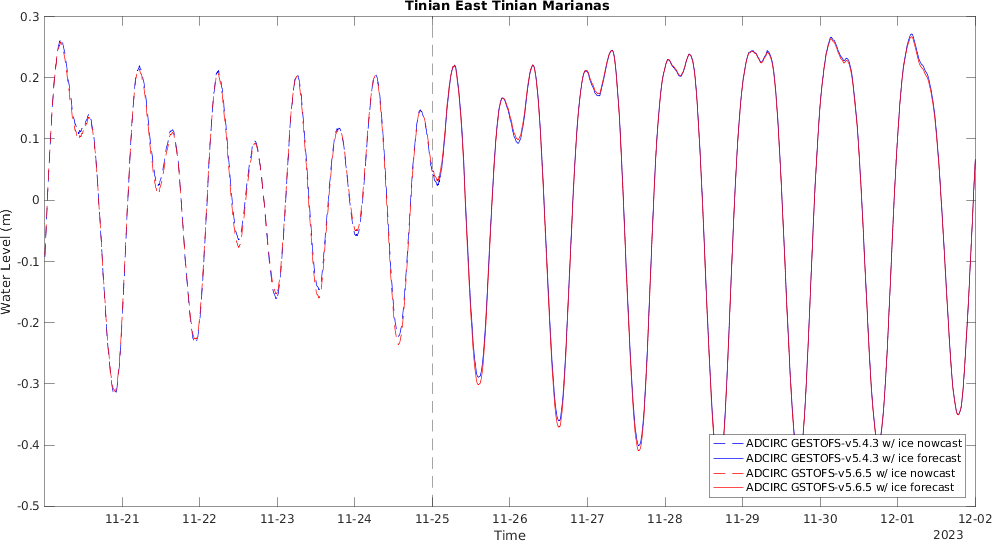 Tinian East Tinian Marianas
0.3
0.2
0.1
0
-0.1
-0.2
-0.3
-0.4
-0.5
Water Level (m)
11-21 11-22 11-23 11-24 11-25 11-26 11-27 11-28 11-29 11-30 12-01 12-02
Time
2023
ADCIRC GESTOFS-v5.4.3 w/ ice nowcast
ADCIRC GESTOFS-v5.4.3 w/ ice forecast
ADCIRC GSTOFS-v5.6.5 w/ ice nowcast
ADCIRC GSTOFS-v5.6.5 w/ ice forecast